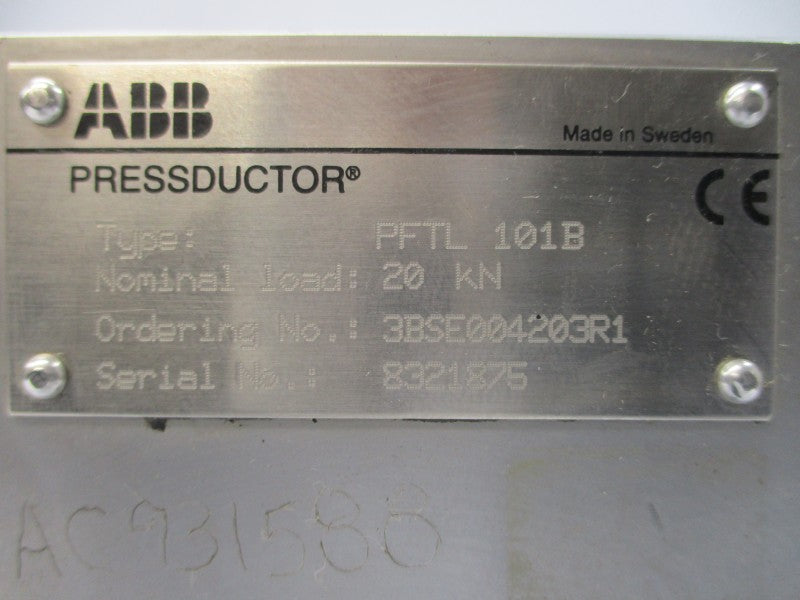 ABB
Made in Sweden
PRESSDUCTOR®
CE
Type: PFTL 101B
Nominal load: 20 kN
Ordering No.: 3BSE004203R1
Serial No.: 8321875
AC931588